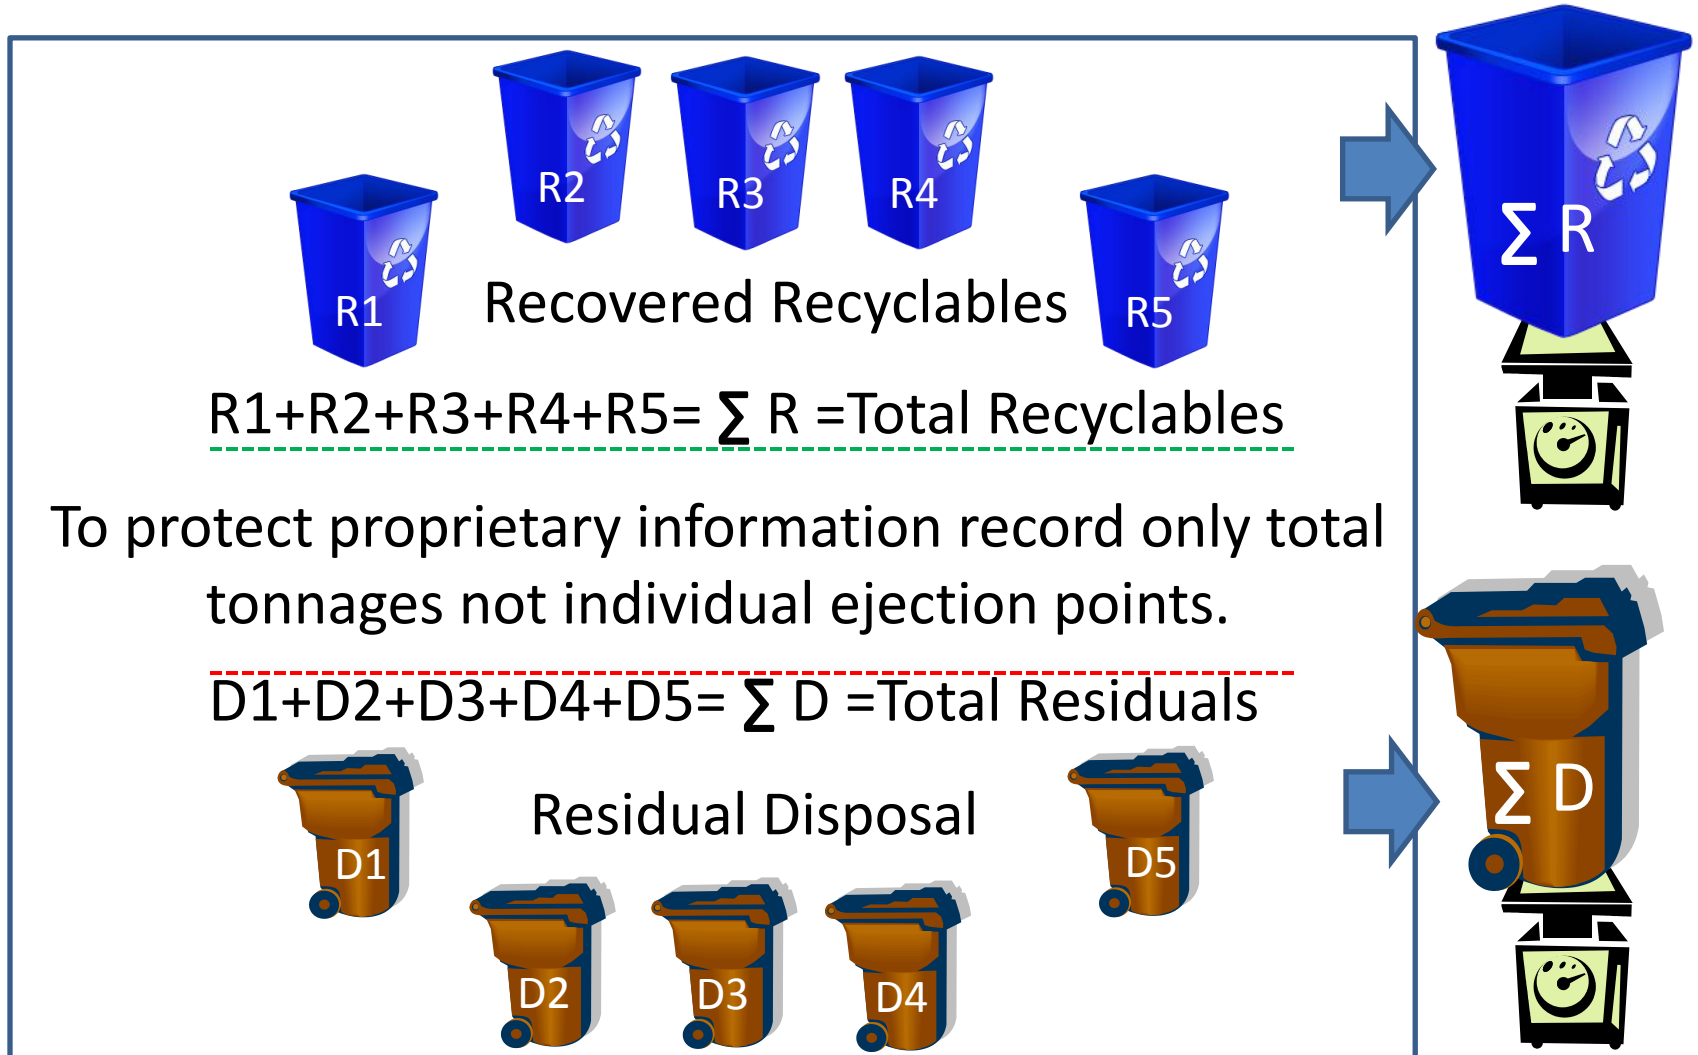 R2
R3
R4
R1
R5
∑ R
Recovered Recyclables
R1+R2+R3+R4+R5= ∑ R =Total Recyclables
To protect proprietary information record only total
tonnages not individual ejection points.
D1+D2+D3+D4+D5= ∑ D =Total Residuals
Residual Disposal
∑ D
D1
D5
D2
D3
D4